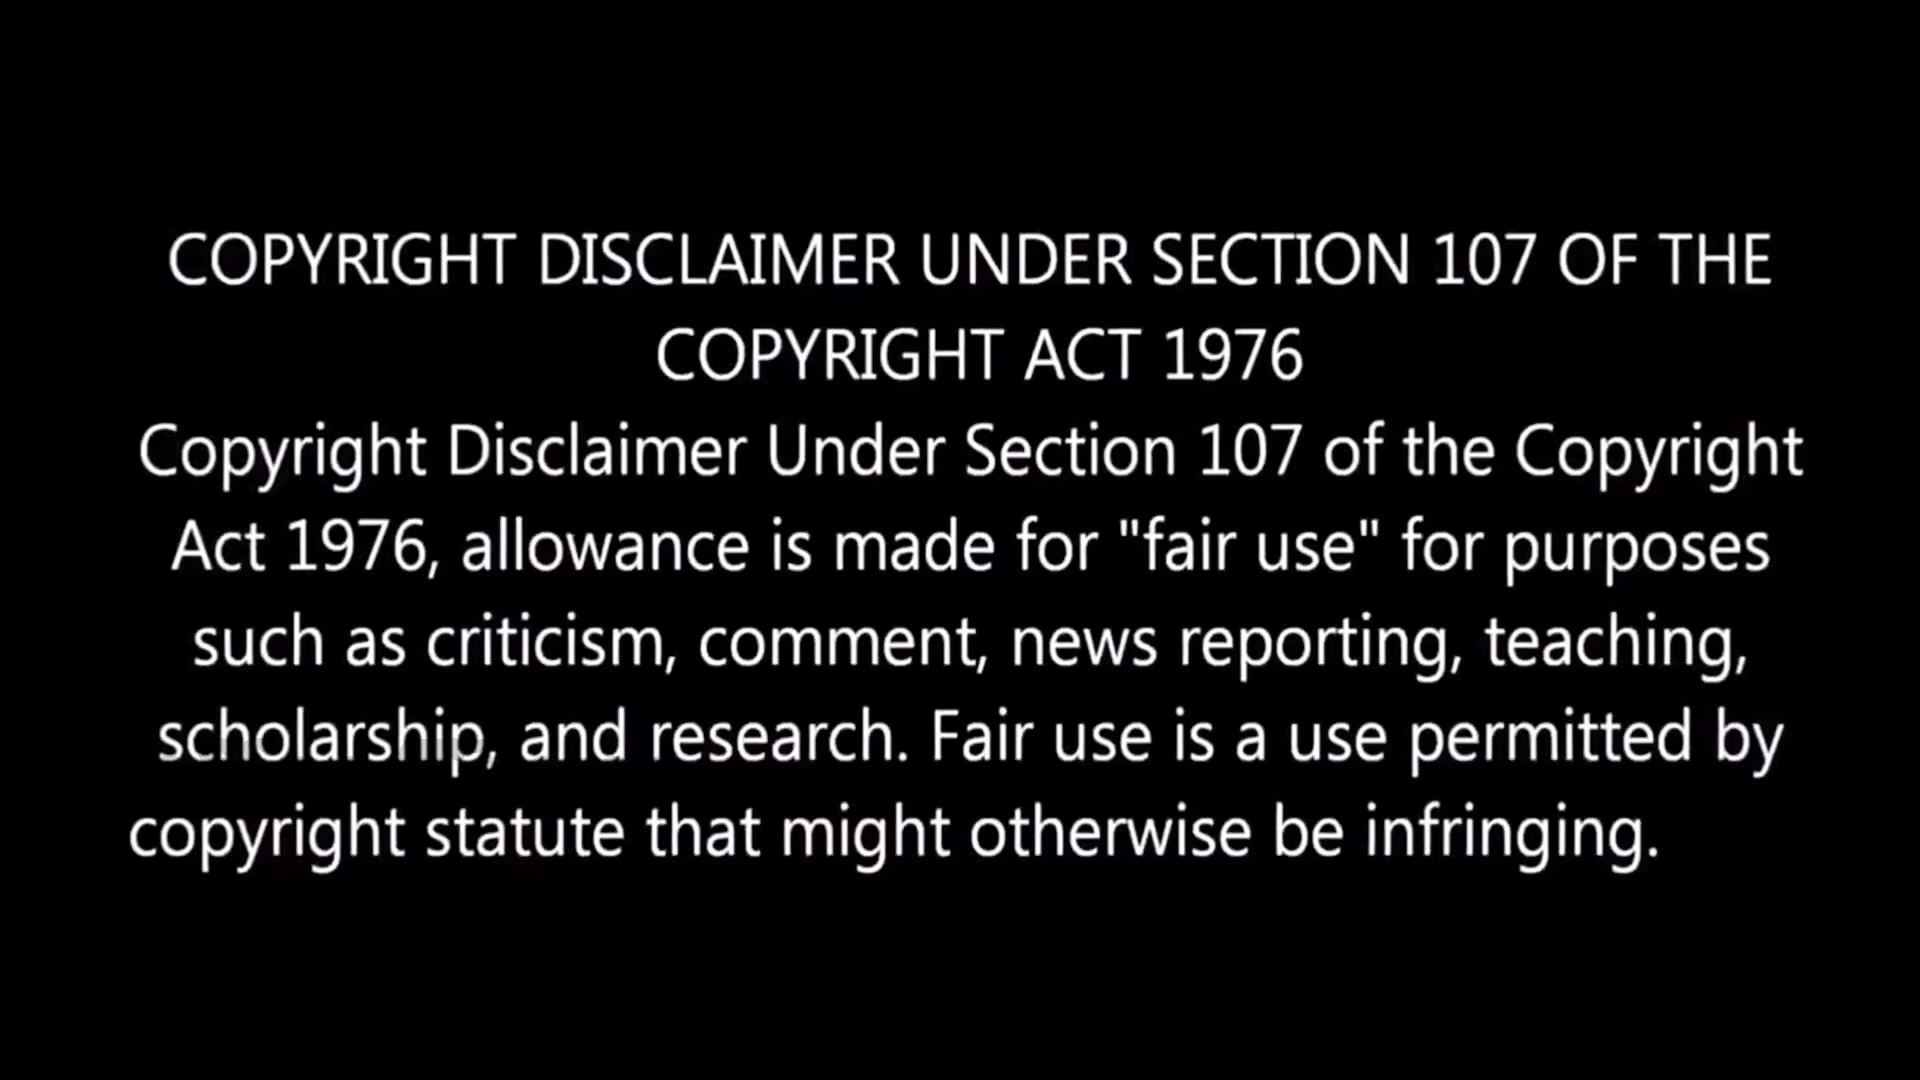 COPYRIGHT DISCLAIMER UNDER SECTION 107 OF THE
COPYRIGHT ACT 1976
Copyright Disclaimer Under Section 107 of the Copyright
Act 1976, allowance is made for "fair use" for purposes
such as criticism, comment, news reporting, teaching,
scholarship, and research. Fair use is a use permitted by
copyright statute that might otherwise be infringing.